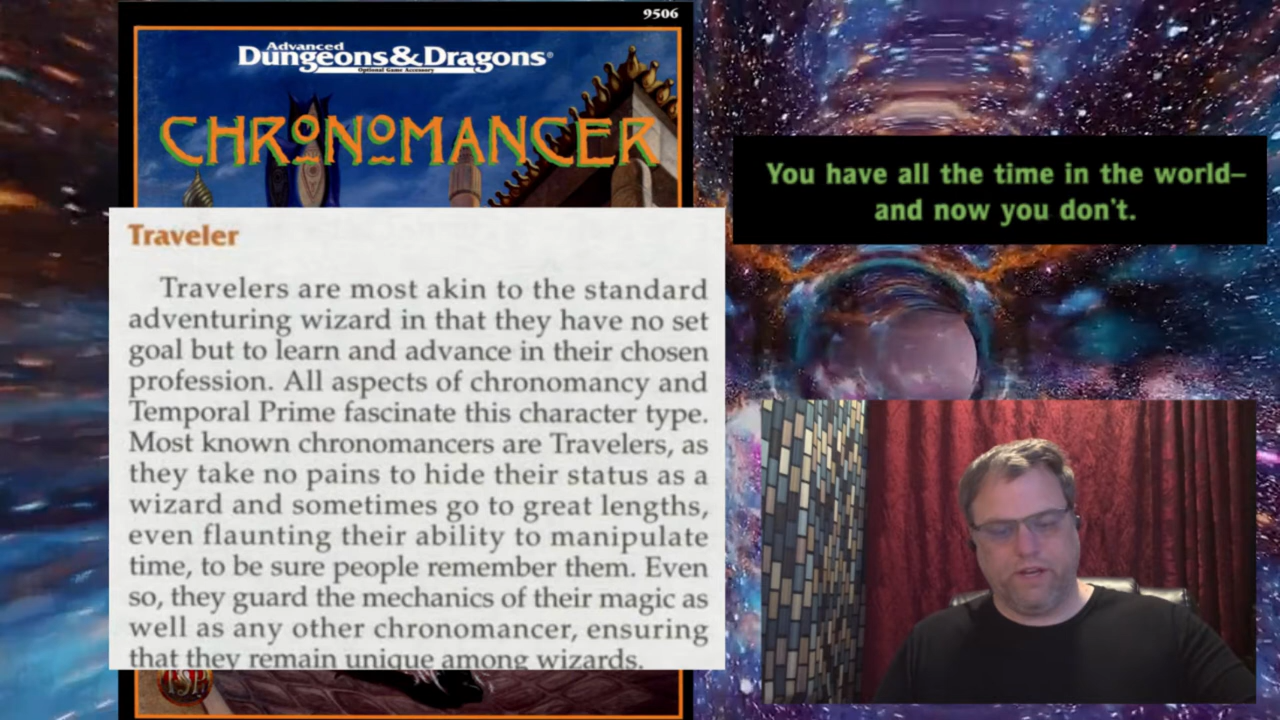 9506
Advanced
Dungeons&Dragons®
Optional Game Accessory
CHRONOMANCER
You have all the time in the world–
and now you don't.
Traveler
Travelers are most akin to the standard
adventuring wizard in that they have no set
goal but to learn and advance in their chosen
profession. All aspects of chronomancy and
Temporal Prime fascinate this character type.
Most known chronomancers are Travelers, as
they take no pains to hide their status as a
wizard and sometimes go to great lengths,
even flaunting their ability to manipulate
time, to be sure people remember them. Even
so, they guard the mechanics of their magic as
well as any other chronomancer, ensuring
that they remain unique among wizards.
TSR